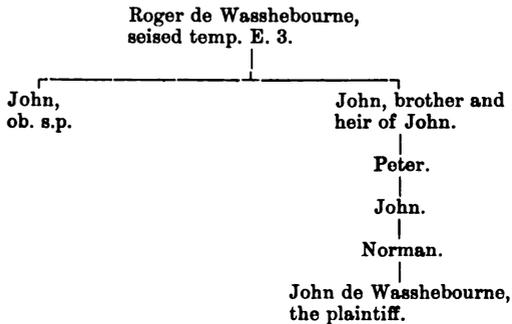 Roger de Wasshebourne,
seised temp. E. 3.
John,
ob. s.p.
John, brother and
heir of John.
Peter.
John.
Norman.
John de Wasshebourne,
the plaintiff.